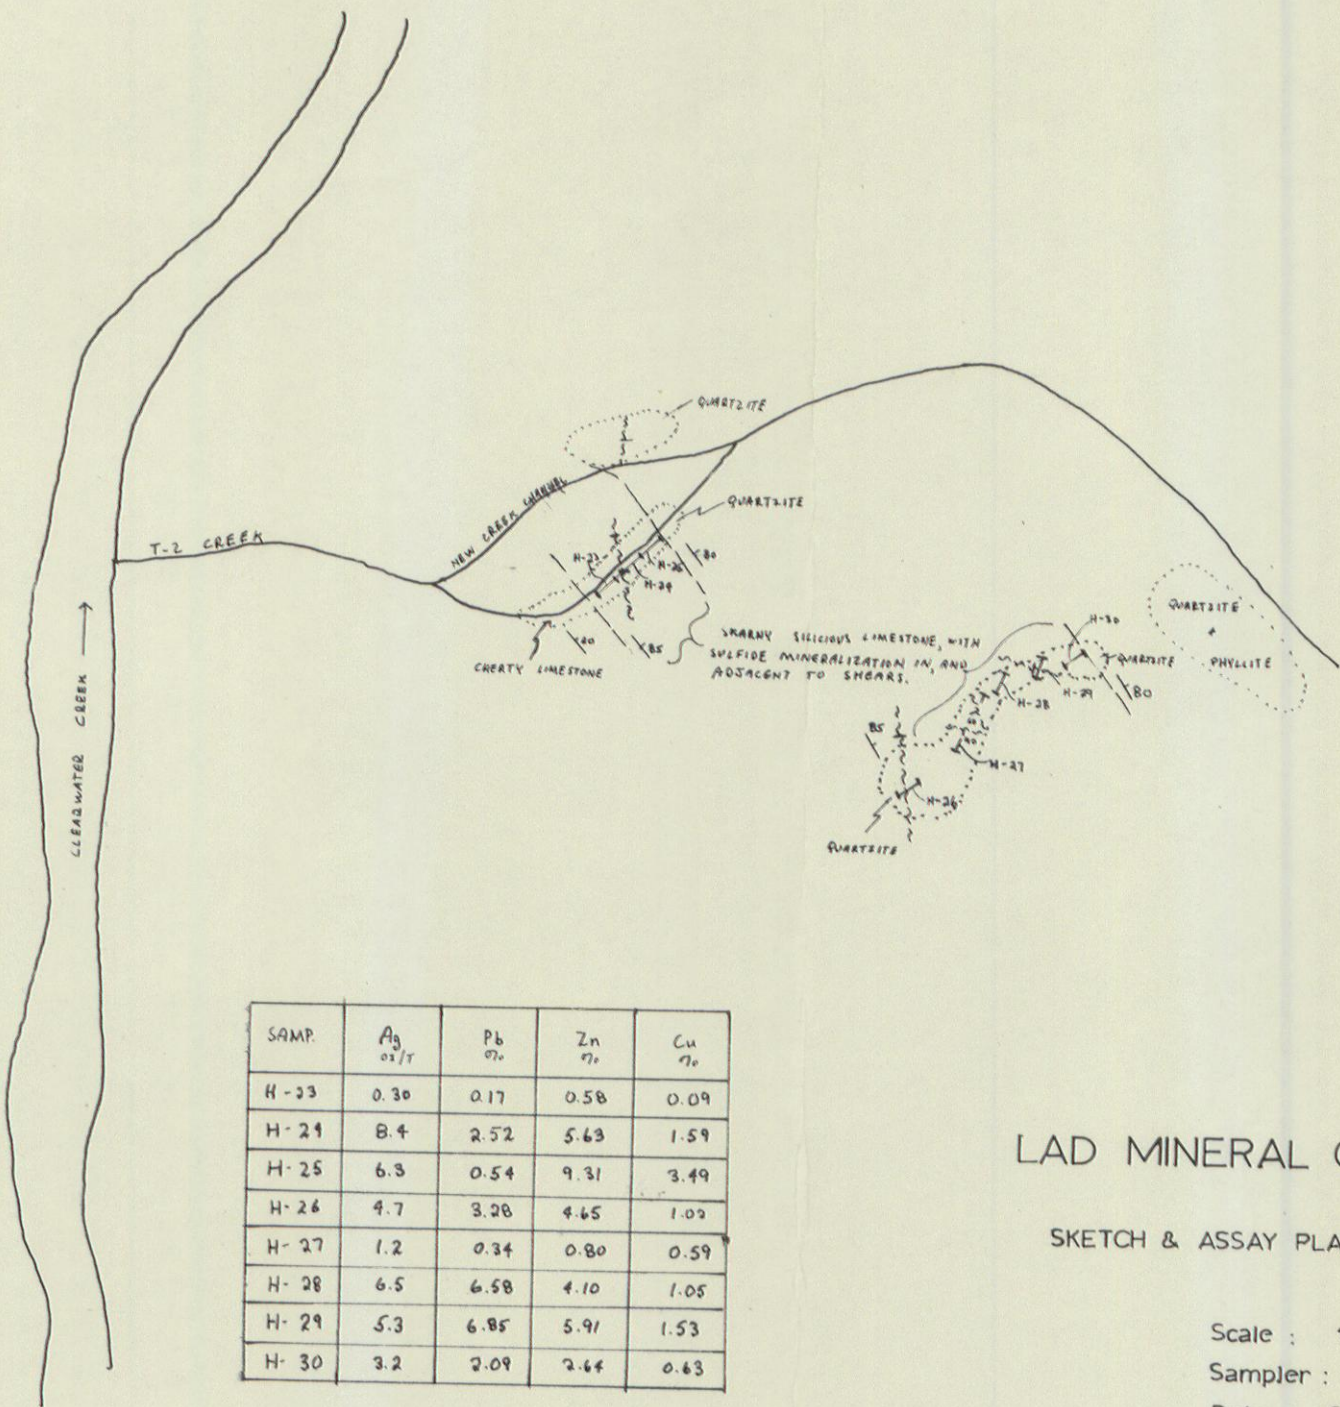 QUARTZITE
QUARTZITE
NEW CREEK CHANNEL
T-2 CREEK
H-23
H-25
H-24
80
80
85
CHERTY LIMESTONE
SKARNY SILICIOUS LIMESTONE, WITH
SULFIDE MINERALIZATION IN, AND
ADJACENT TO SHEARS.
H-30
QUARTZITE
H-29
80
H-28
QUARTZITE
+
PHYLLITE
85
H-27
H-26
QUARTZITE
CLEARWATER CREEK
SAMP. Ag oz/T Pb % Zn % Cu %
H-23 0.30 0.17 0.58 0.09
H-24 8.4 2.52 5.63 1.59
H-25 6.3 0.54 9.31 3.49
H-26 4.7 3.28 4.65 1.02
H-27 1.2 0.34 0.80 0.59
H-28 6.5 6.58 4.10 1.05
H-29 5.3 6.85 5.91 1.53
H-30 3.2 2.09 2.64 0.63
LAD MINERAL
SKETCH & ASSAY PLA
Scale :
Sampler :